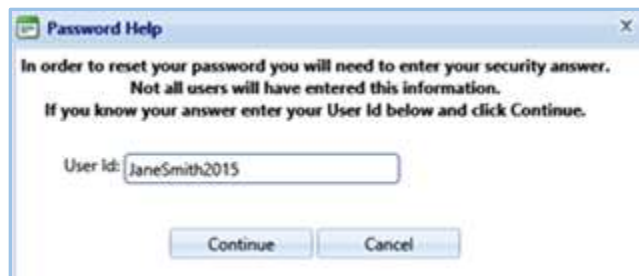 Password Help
In order to reset your password you will need to enter your security answer.
Not all users will have entered this information.
If you know your answer enter your User Id below and click Continue.
User Id: JaneSmith2015
Continue Cancel